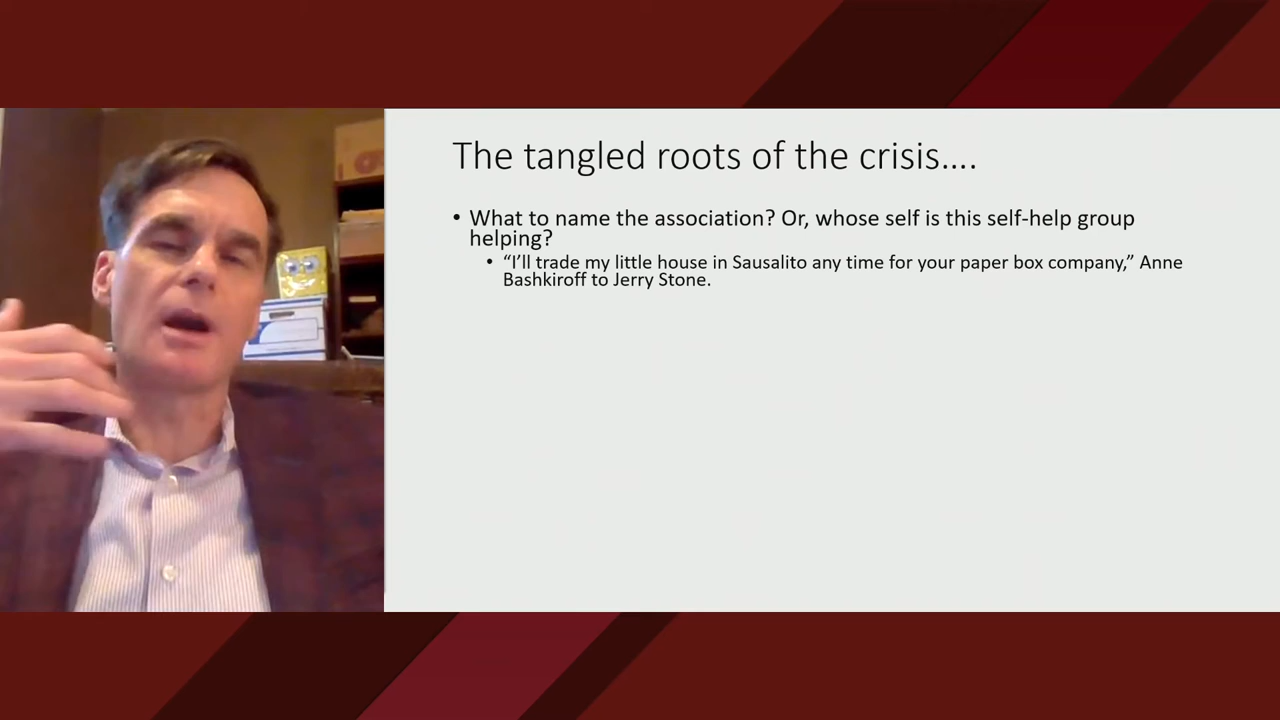 The tangled roots of the crisis....
• What to name the association? Or, whose self is this self-help group
helping?
• “I’ll trade my little house in Sausalito any time for your paper box company,” Anne
Bashkiroff to Jerry Stone.